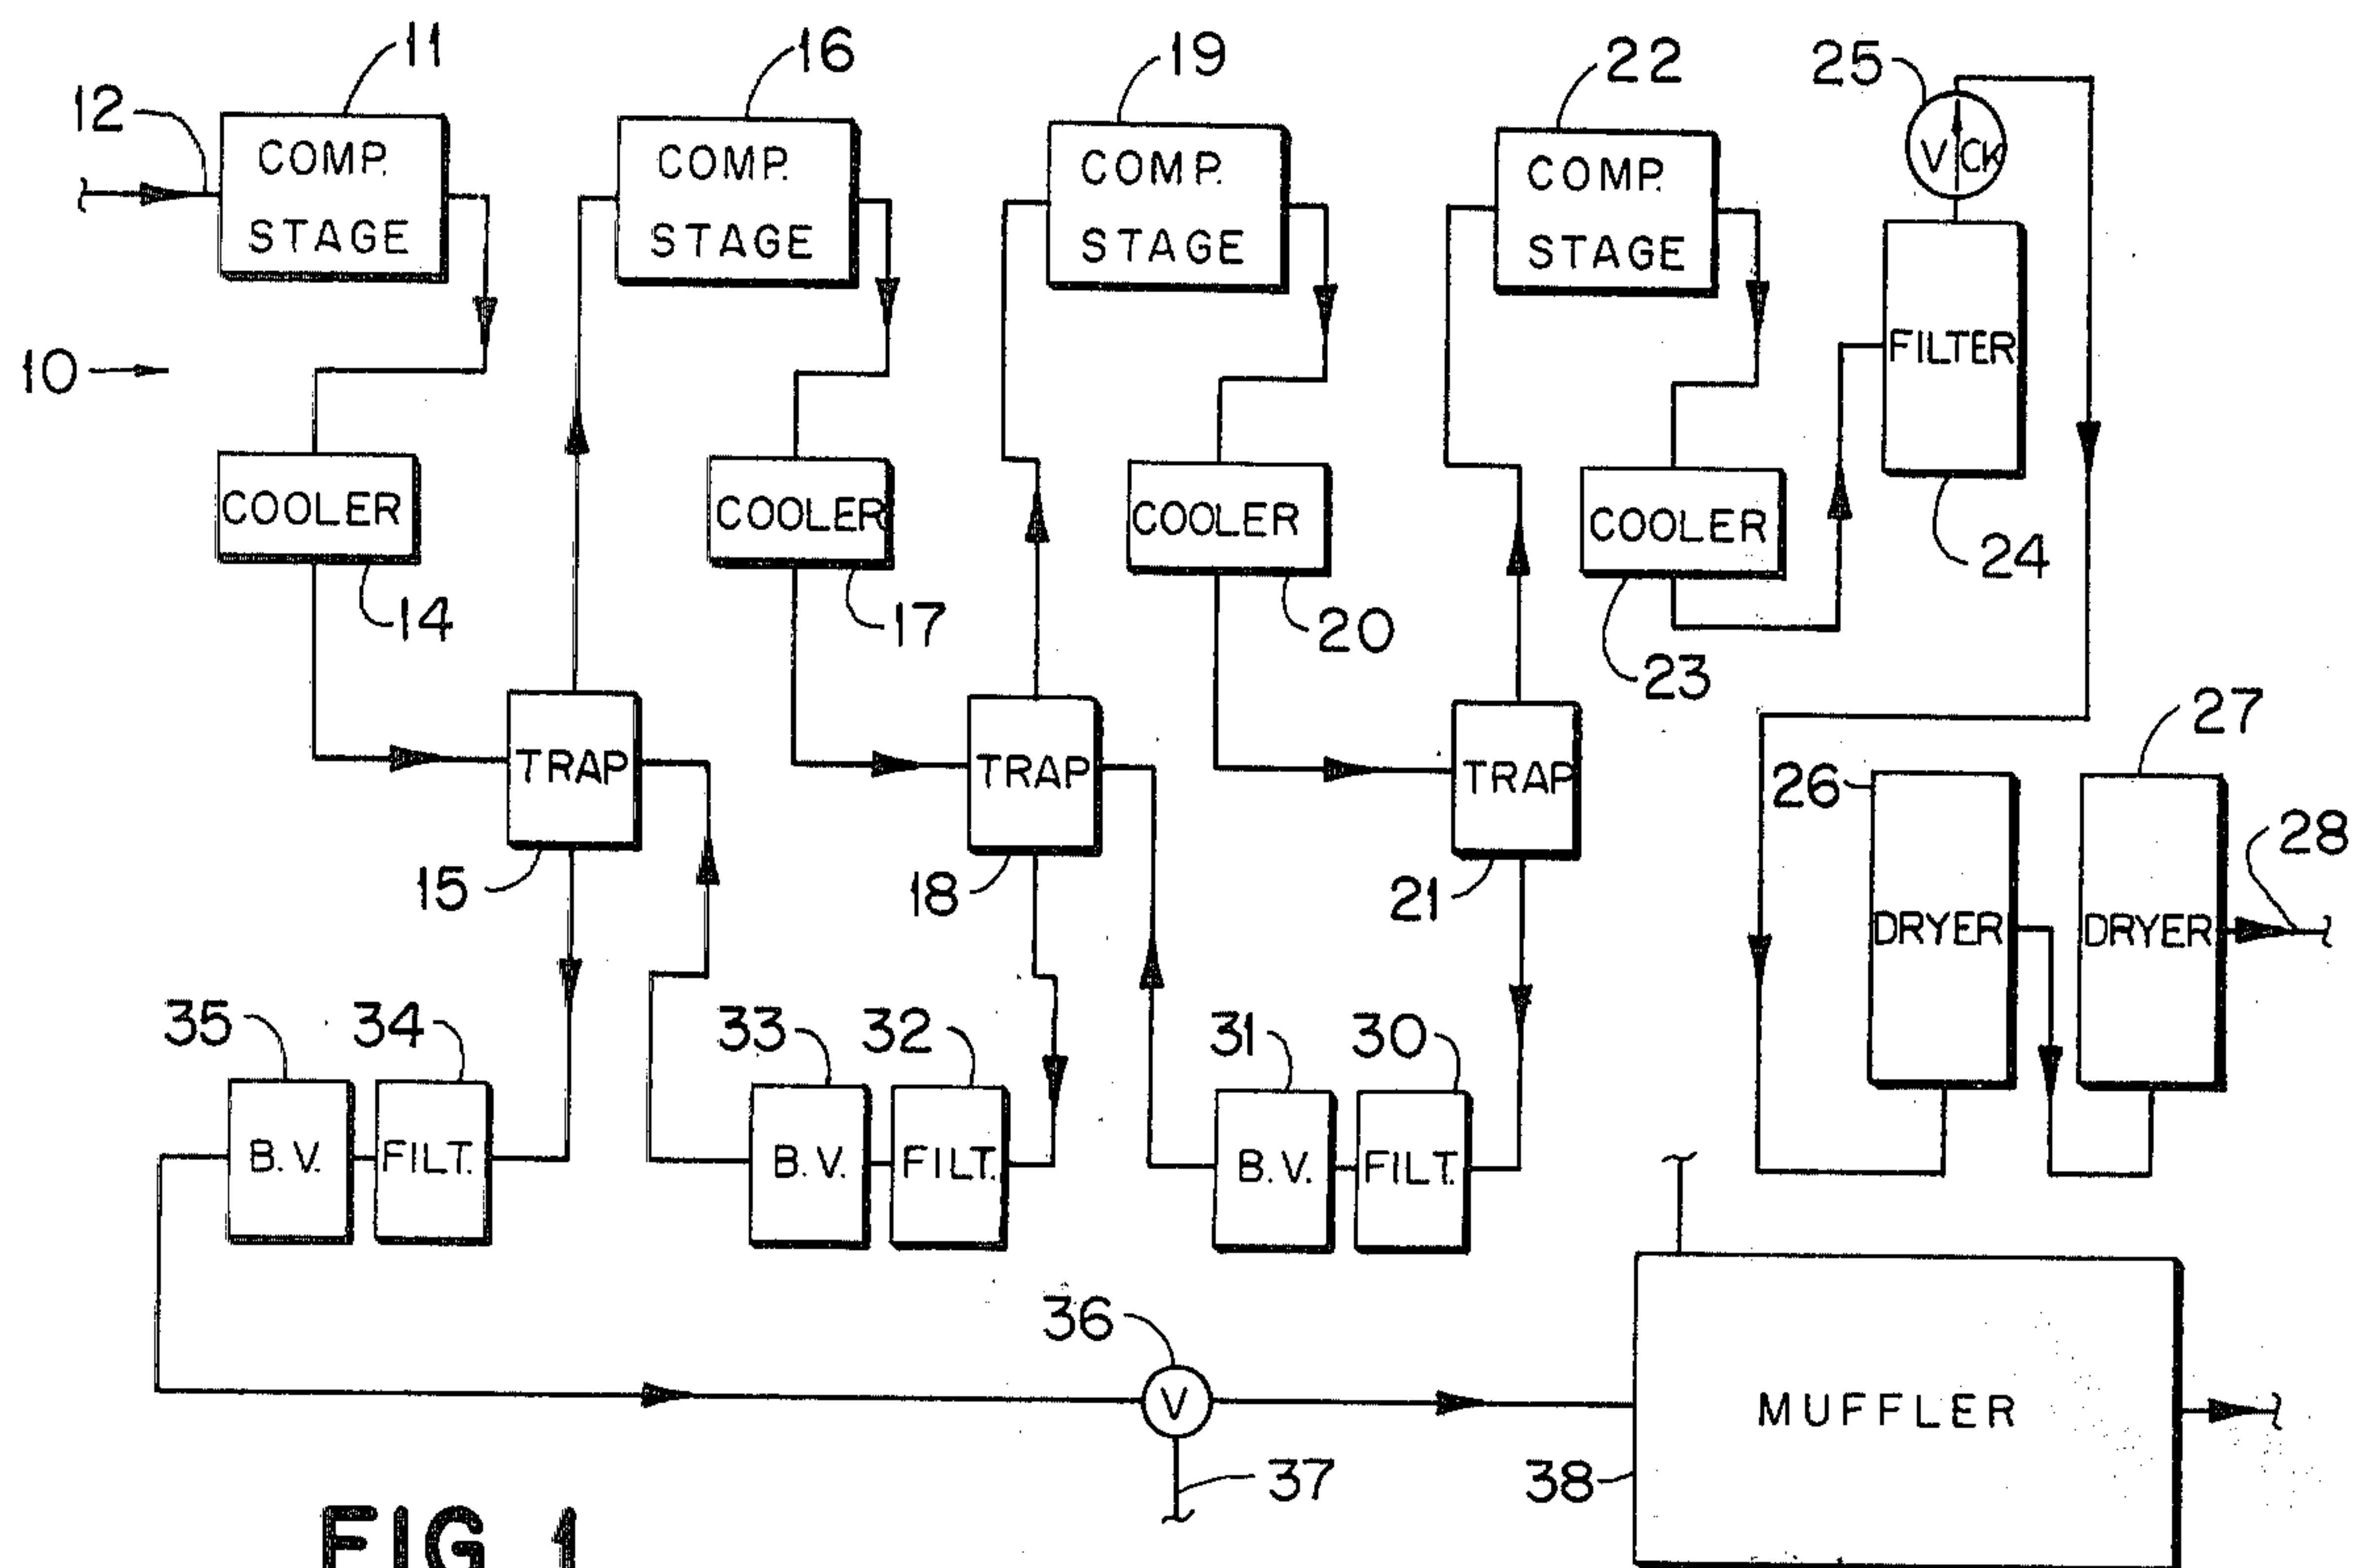 11
16
19
22
25
12
COMP.
STAGE
COMP.
STAGE
COMP.
STAGE
COMP.
STAGE
V CK
10
FILTER
COOLER
COOLER
COOLER
COOLER
24
14
17
20
23
27
TRAP
TRAP
TRAP
26
28
15
18
21
DRYER
DRYER
35
34
33
32
31
30
B.V.
FILT.
B.V.
FILT.
B.V.
FILT.
36
V
MUFFLER
37
38
FIG. 1